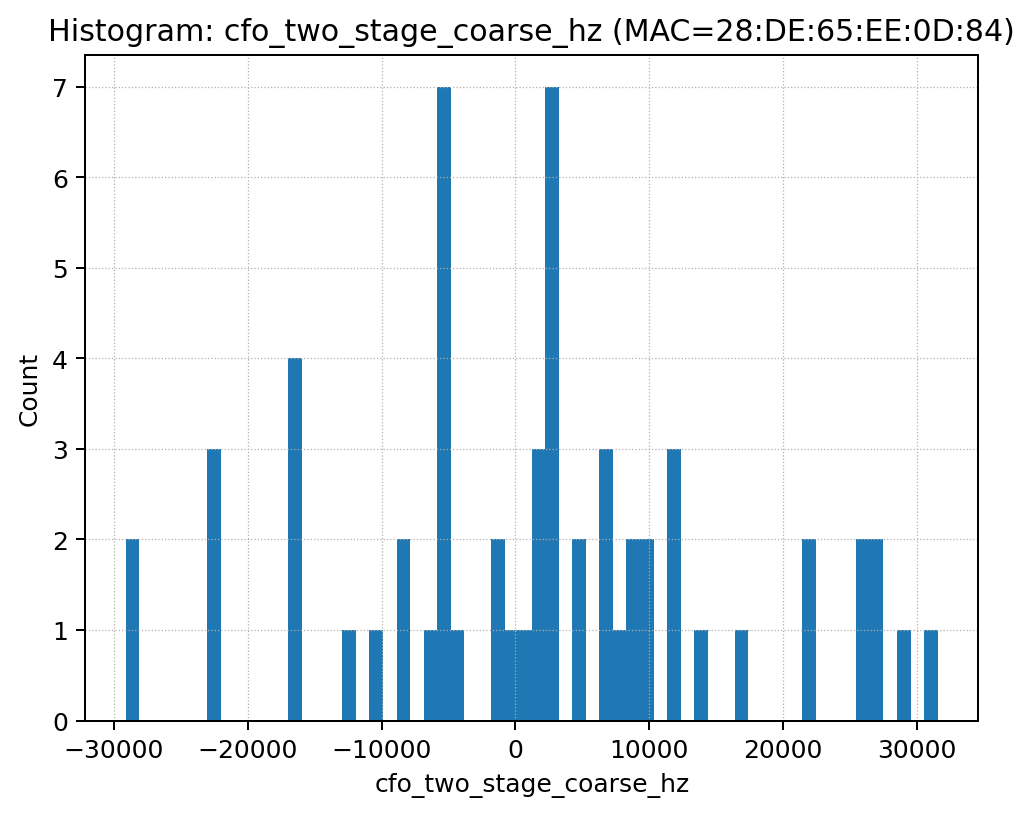 Histogram: cfo_two_stage_coarse_hz (MAC=28:DE:65:EE:0D:84)
7
6
5
4
3
2
1
0
Count
−30000 −20000 −10000 0 10000 20000 30000
cfo_two_stage_coarse_hz